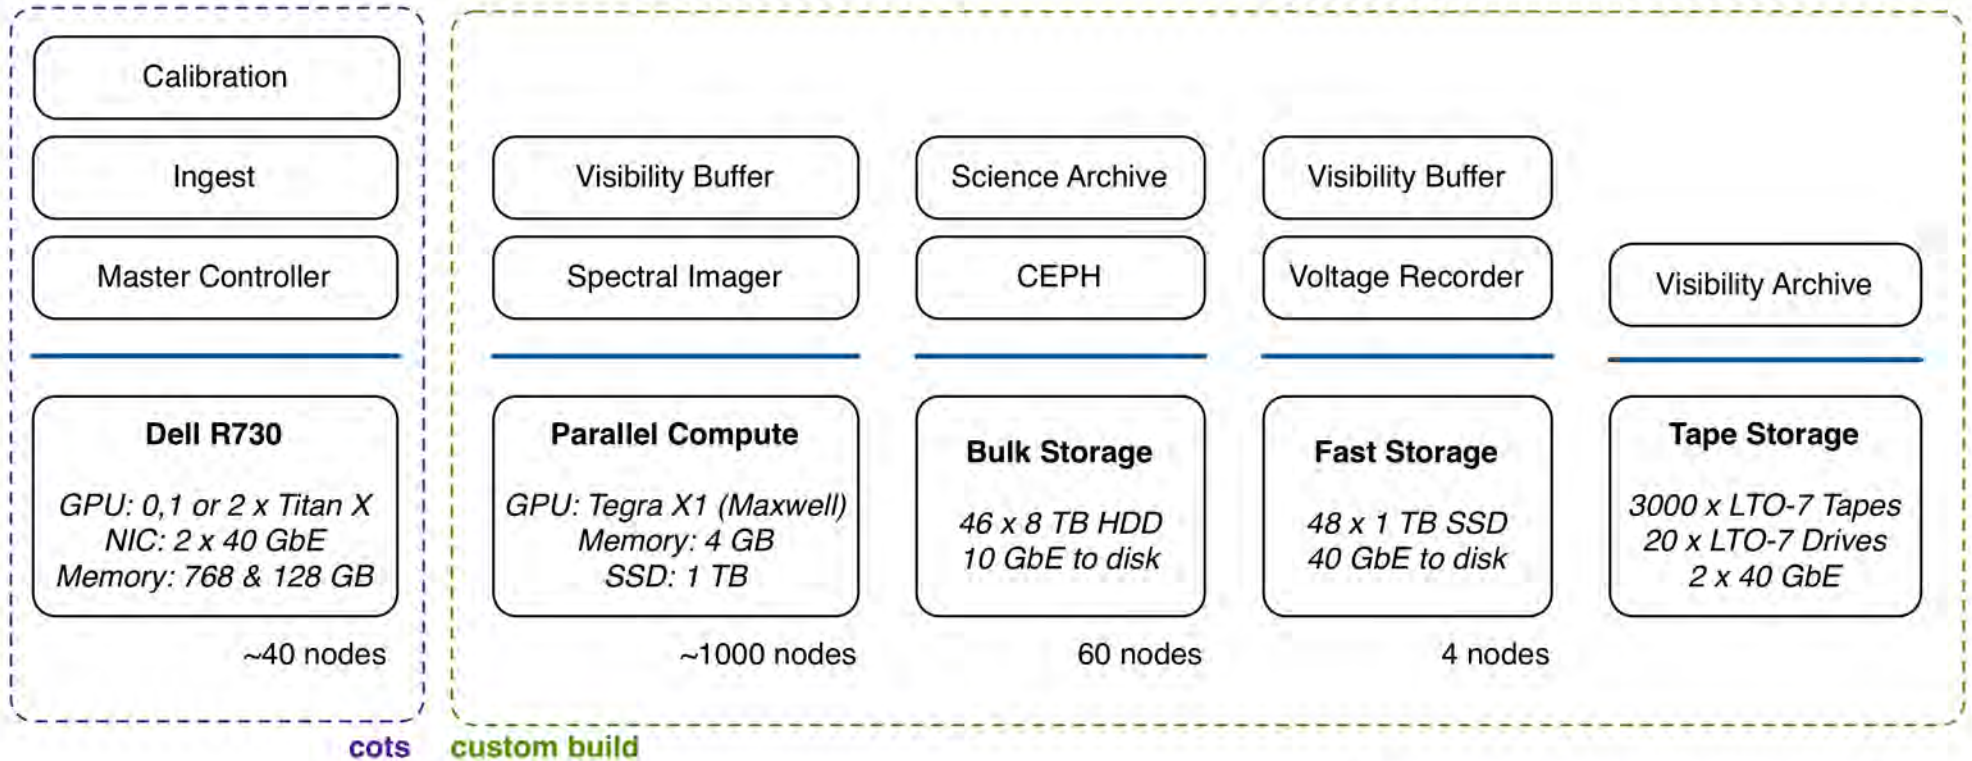 Calibration
Ingest
Master Controller
Dell R730
GPU: 0,1 or 2 x Titan X
NIC: 2 x 40 GbE
Memory: 768 & 128 GB
~40 nodes
cots
Visibility Buffer
Spectral Imager
Parallel Compute
GPU: Tegra X1 (Maxwell)
Memory: 4 GB
SSD: 1 TB
~1000 nodes
Science Archive
CEPH
Bulk Storage
46 x 8 TB HDD
10 GbE to disk
60 nodes
Visibility Buffer
Voltage Recorder
Fast Storage
48 x 1 TB SSD
40 GbE to disk
4 nodes
Visibility Archive
Tape Storage
3000 x LTO-7 Tapes
20 x LTO-7 Drives
2 x 40 GbE
custom build